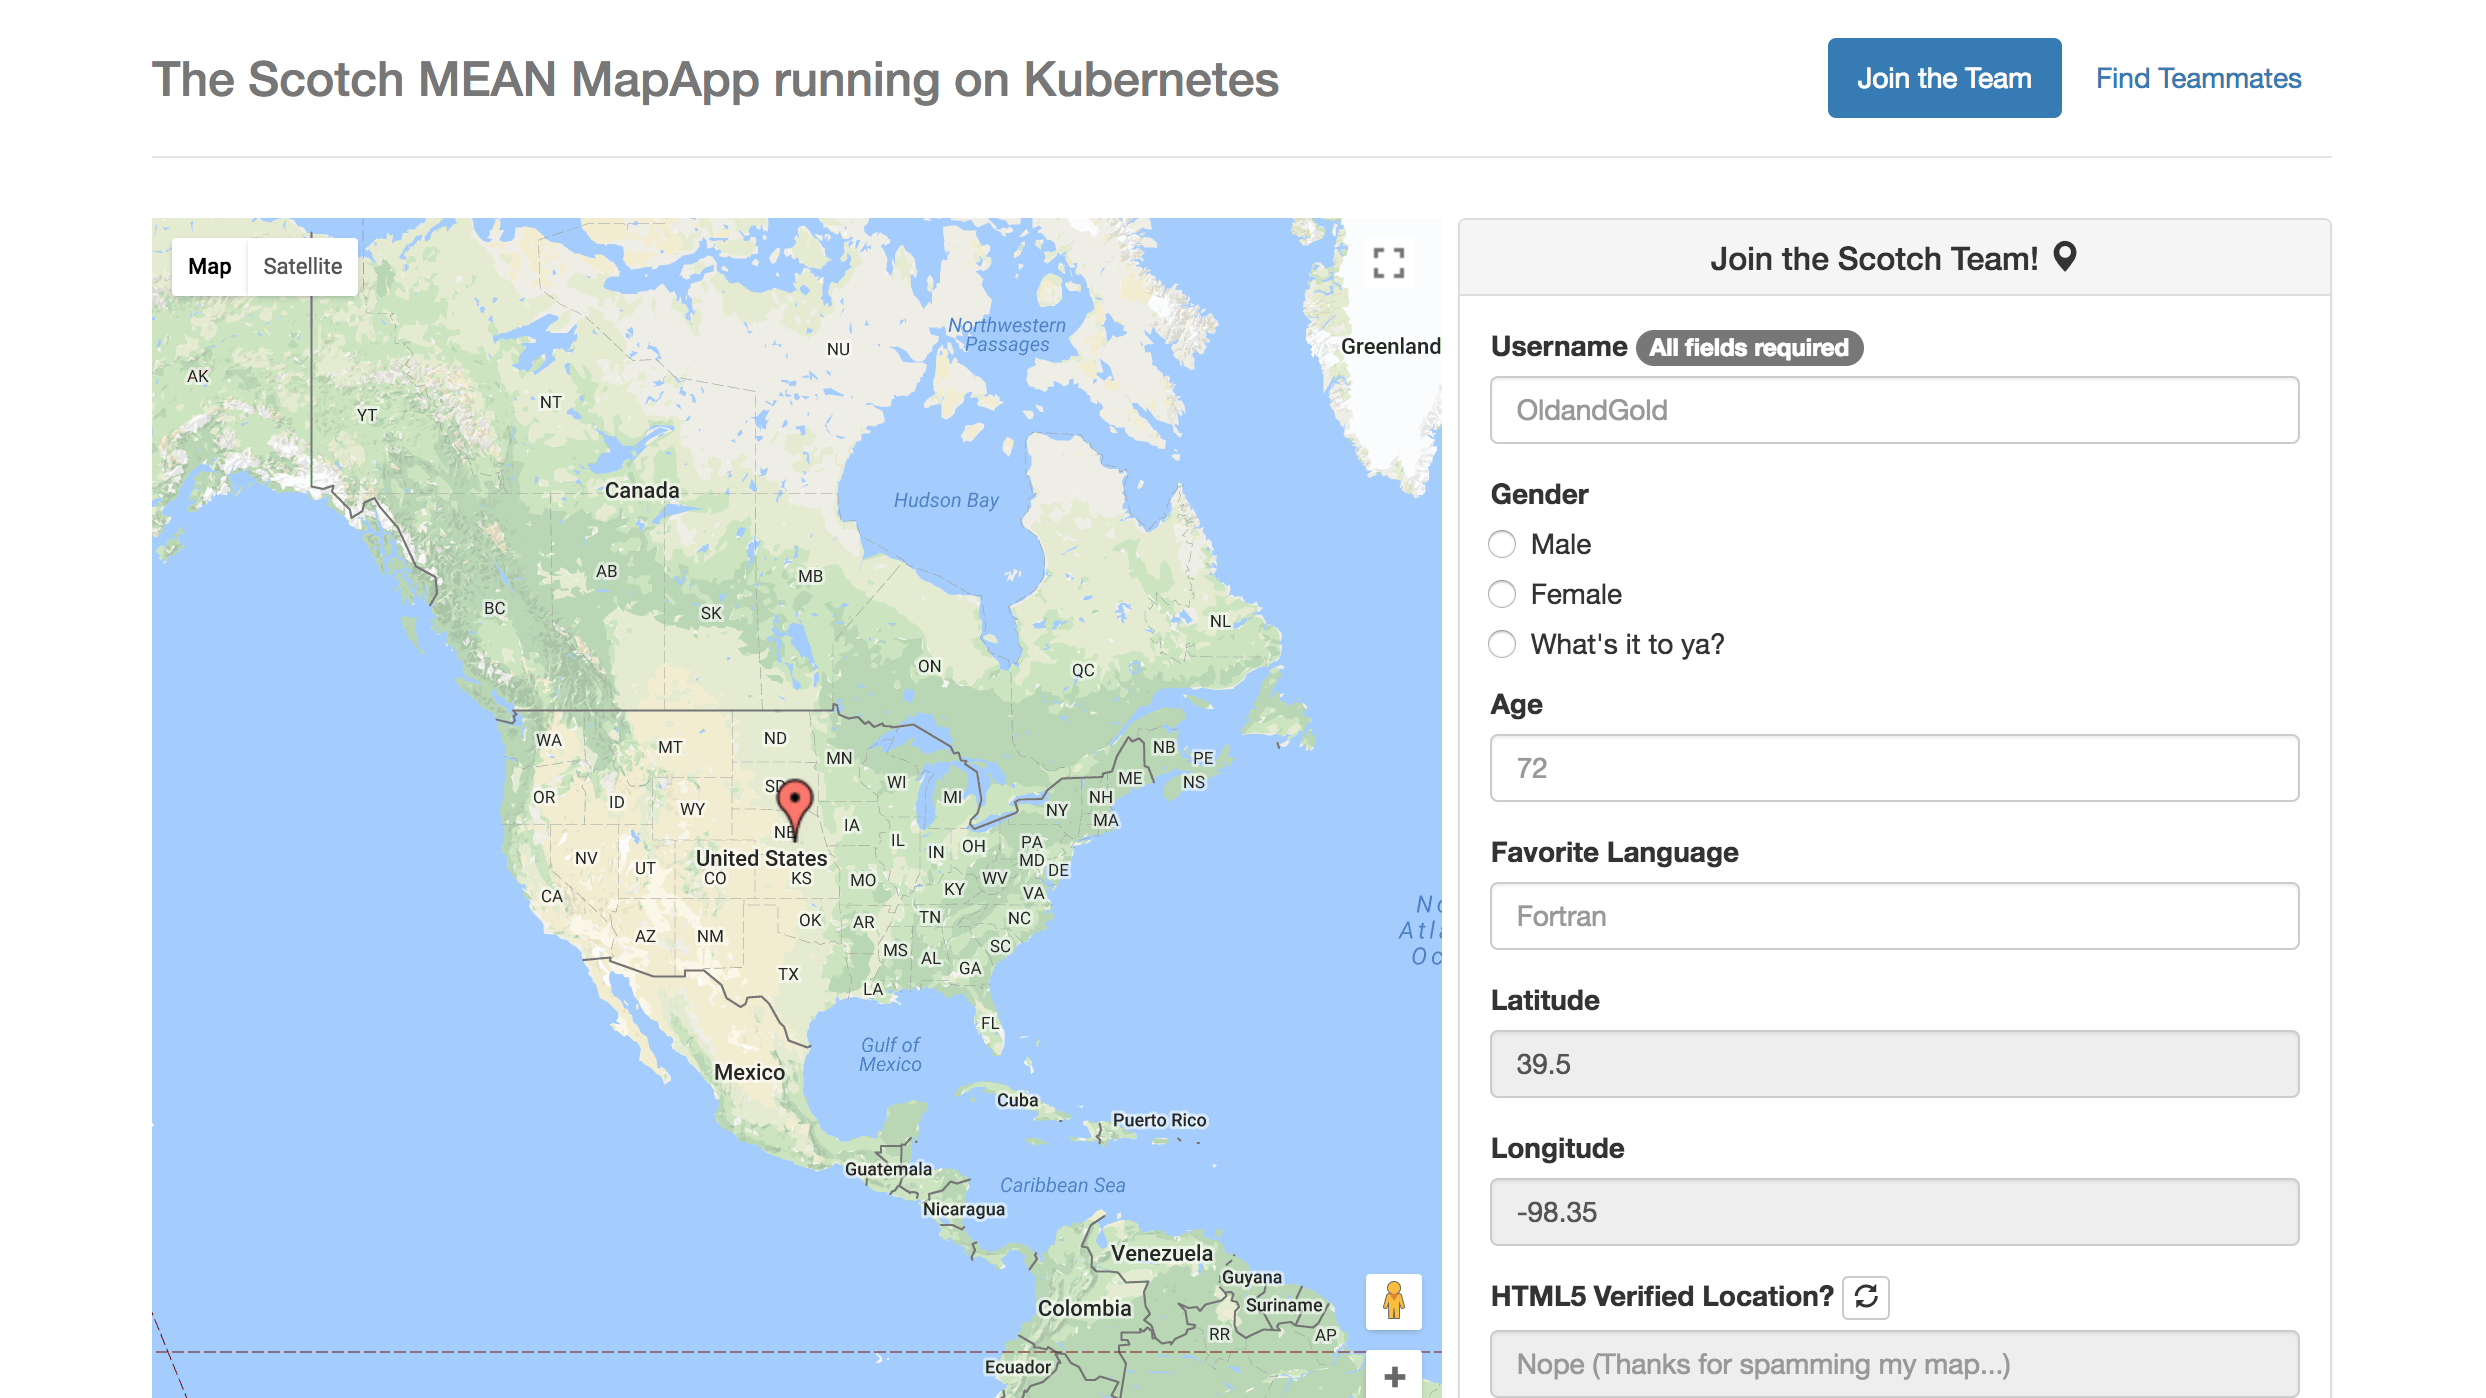 The Scotch MEAN MapApp running on Kubernetes
Join the Team
Find Teammates
Map
Satellite
Northwestern
Passages
NU
Greenland
AK
YT
NT
Canada
Hudson Bay
AB
MB
BC
SK
NL
ON
QC
WA
MT
ND
MN
NB
PE
OR
ID
WY
SD
WI
MI
ME
NS
NH
NY
MA
NE
IA
IL
IN
OH
PA
MD
DE
United States
NV
UT
CO
KS
MO
KY
WV
VA
CA
OK
AR
TN
NC
AZ
NM
MS
AL
SC
GA
TX
LA
FL
Gulf of
Mexico
Mexico
Cuba
Puerto Rico
Guatemala
Caribbean Sea
Nicaragua
Venezuela
Guyana
Colombia
Suriname
RR
AP
Ecuador
Join the Scotch Team!
Username All fields required
OldandGold
Gender
Male
Female
What's it to ya?
Age
72
Favorite Language
Fortran
Latitude
39.5
Longitude
-98.35
HTML5 Verified Location?
Nope (Thanks for spamming my map...)